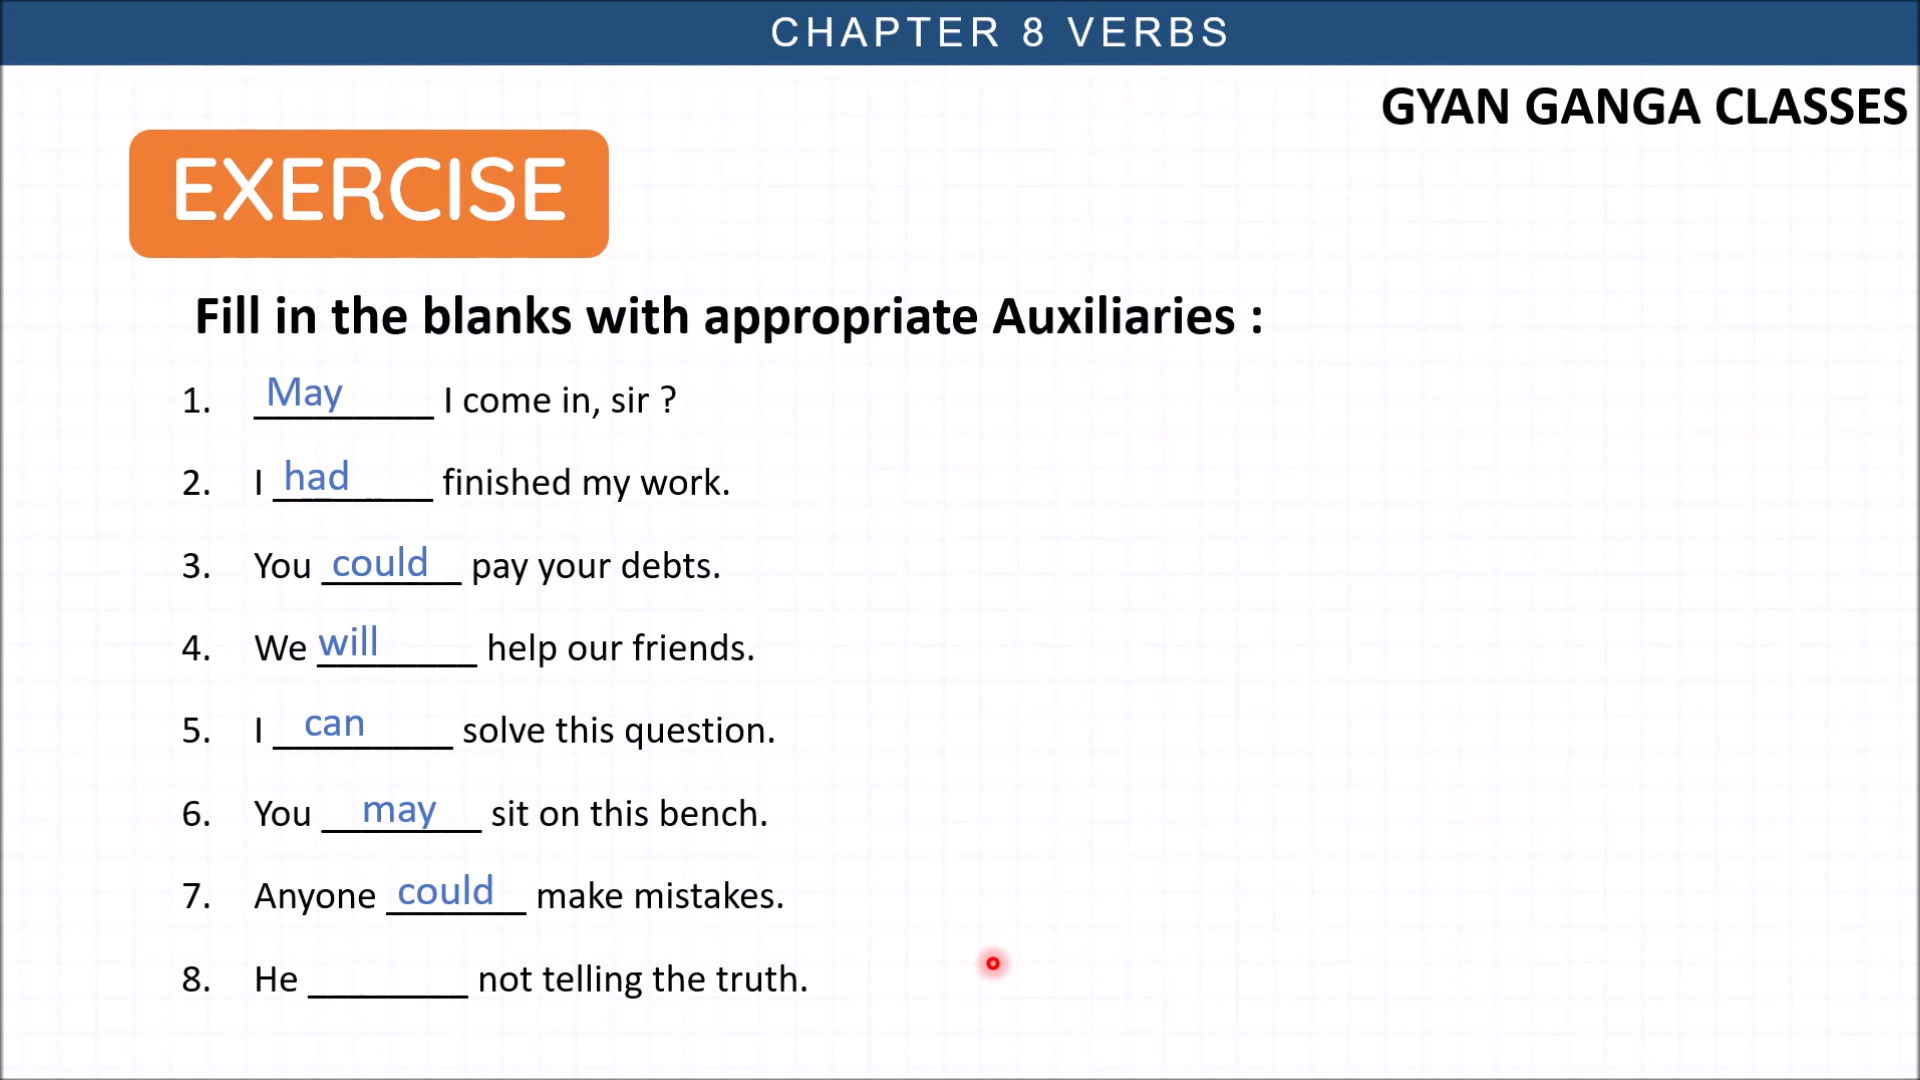 CHAPTER 8 VERBS
GYAN GANGA CLASSES
EXERCISE
Fill in the blanks with appropriate Auxiliaries :
1. May I come in, sir ?
2. I had finished my work.
3. You could pay your debts.
4. We will help our friends.
5. I can solve this question.
6. You may sit on this bench.
7. Anyone could make mistakes.
8. He ________ not telling the truth.